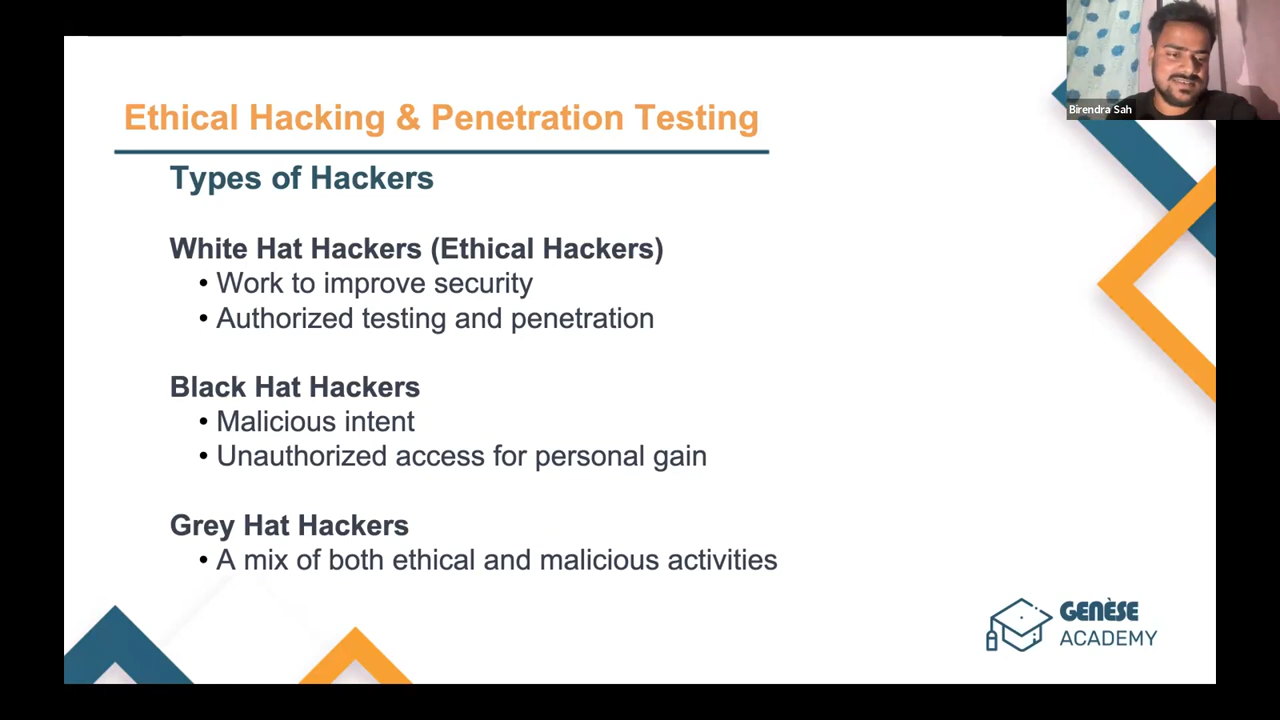 Ethical Hacking & Penetration Testing
Types of Hackers
White Hat Hackers (Ethical Hackers)
• Work to improve security
• Authorized testing and penetration
Black Hat Hackers
• Malicious intent
• Unauthorized access for personal gain
Grey Hat Hackers
• A mix of both ethical and malicious activities
GENÈSE
ACADEMY
Birendra Sah